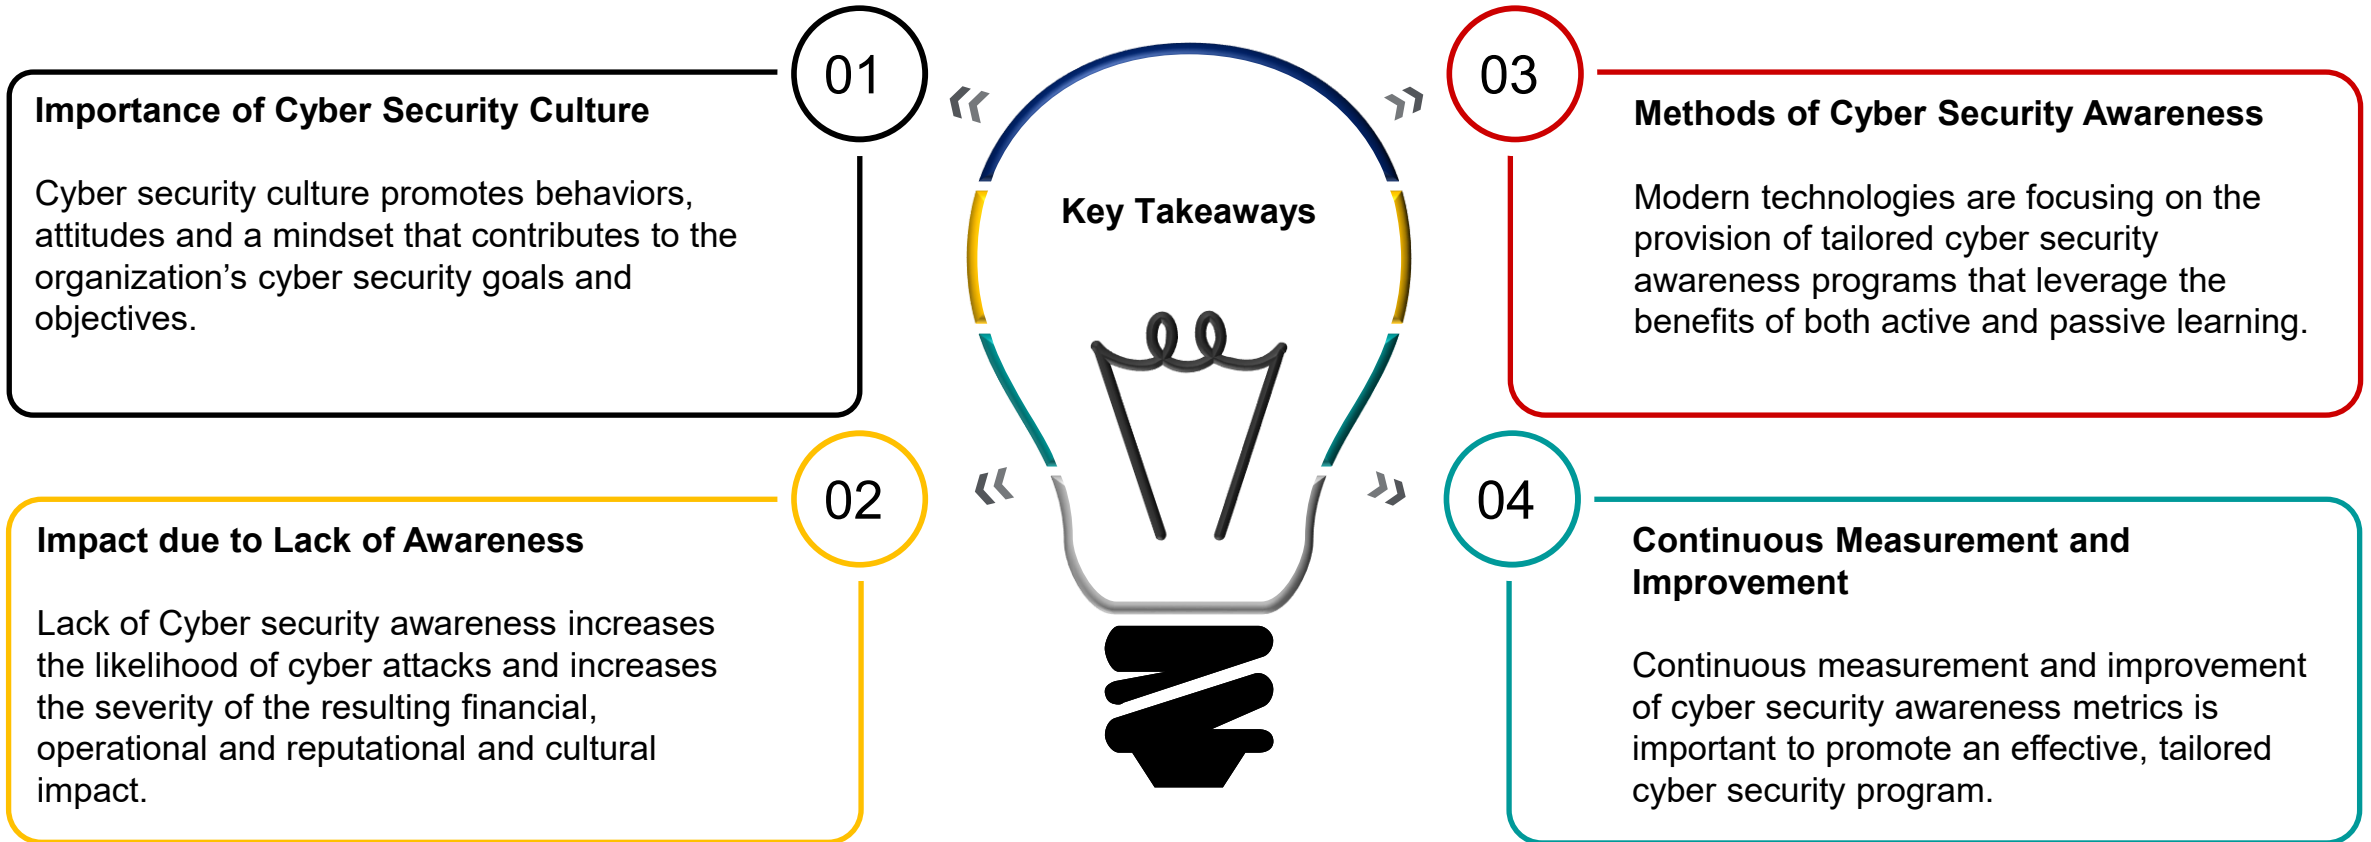 01
Importance of Cyber Security Culture
Cyber security culture promotes behaviors,
attitudes and a mindset that contributes to the
organization’s cyber security goals and
objectives.
02
Impact due to Lack of Awareness
Lack of Cyber security awareness increases
the likelihood of cyber attacks and increases
the severity of the resulting financial,
operational and reputational and cultural
impact.
Key Takeaways
03
Methods of Cyber Security Awareness
Modern technologies are focusing on the
provision of tailored cyber security
awareness programs that leverage the
benefits of both active and passive learning.
04
Continuous Measurement and
Improvement
Continuous measurement and improvement
of cyber security awareness metrics is
important to promote an effective, tailored
cyber security program.